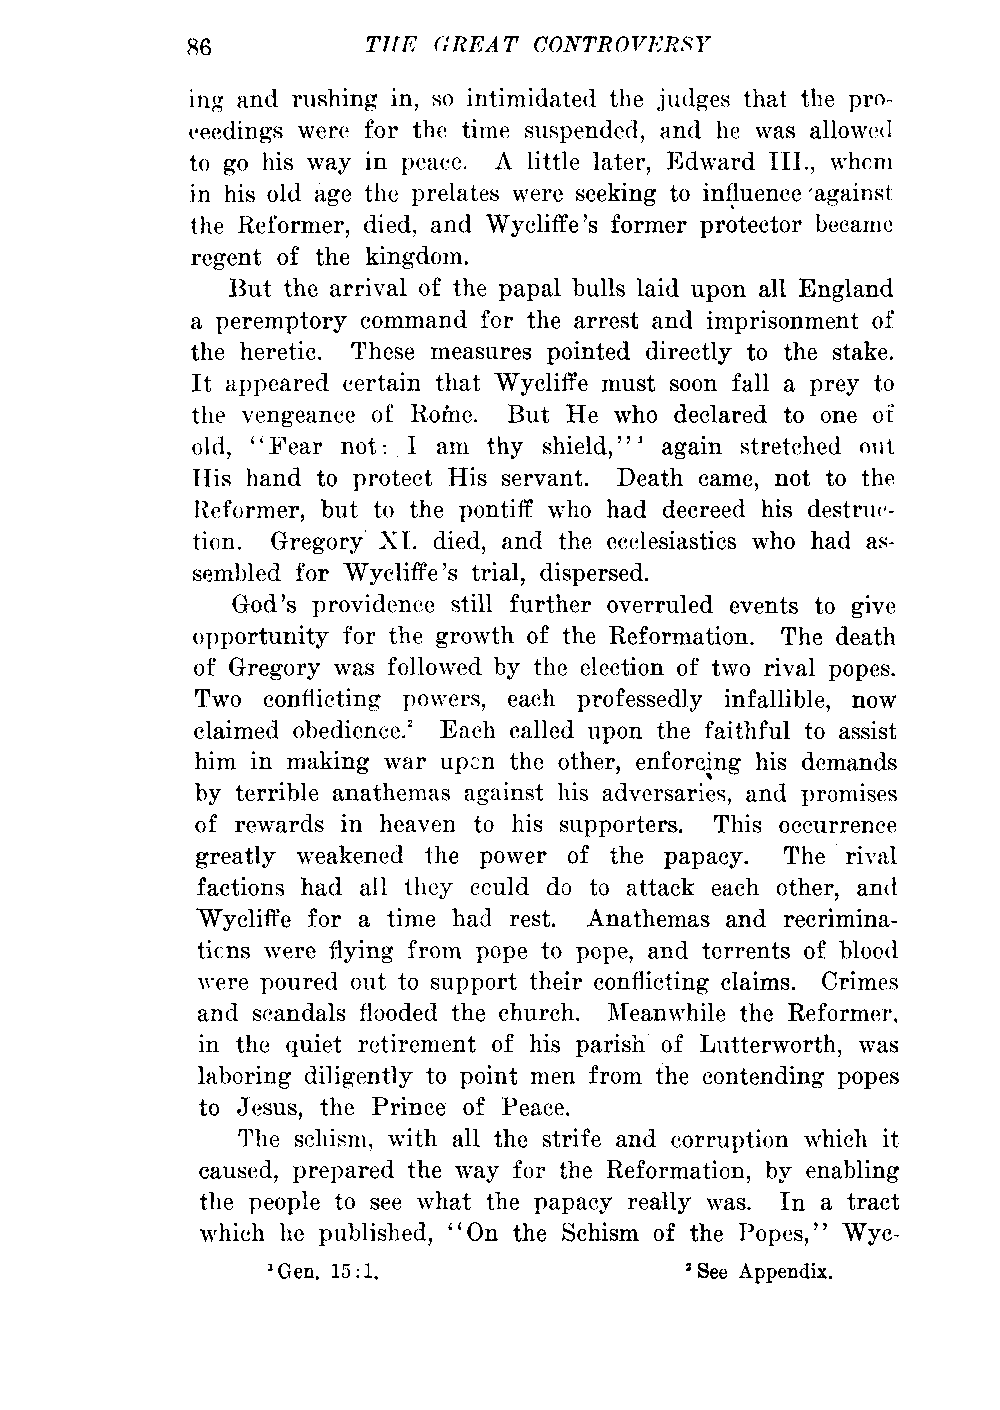 86 THE GREAT CONTROVERSY
ing and rushing in, so intimidated the judges that the pro-
ceedings were for the time suspended, and he was allowed
to go his way in peace. A little later, Edward III., whom
in his old age the prelates were seeking to influence against
the Reformer, died, and Wycliffe's former protector became
regent of the kingdom.
But the arrival of the papal bulls laid upon all England
a peremptory command for the arrest and imprisonment of
the heretic. These measures pointed directly to the stake.
It appeared certain that Wycliffe must soon fall a prey to
the vengeance of Rome. But He who declared to one of
old, "Fear not: I am thy shield,"¹ again stretched out
His hand to protect His servant. Death came, not to the
Reformer, but to the pontiff who had decreed his destruc-
tion. Gregory XI. died, and the ecclesiastics who had as-
sembled for Wycliffe's trial, dispersed.
God's providence still further overruled events to give
opportunity for the growth of the Reformation. The death
of Gregory was followed by the election of two rival popes.
Two conflicting powers, each professedly infallible, now
claimed obedience.² Each called upon the faithful to assist
him in making war upon the other, enforcing his demands
by terrible anathemas against his adversaries, and promises
of rewards in heaven to his supporters. This occurrence
greatly weakened the power of the papacy. The rival
factions had all they could do to attack each other, and
Wycliffe for a time had rest. Anathemas and recrimina-
tions were flying from pope to pope, and torrents of blood
were poured out to support their conflicting claims. Crimes
and scandals flooded the church. Meanwhile the Reformer,
in the quiet retirement of his parish of Lutterworth, was
laboring diligently to point men from the contending popes
to Jesus, the Prince of Peace.
The schism, with all the strife and corruption which it
caused, prepared the way for the Reformation, by enabling
the people to see what the papacy really was. In a tract
which he published, "On the Schism of the Popes," Wyc-
¹Gen. 15:1. ²See Appendix.